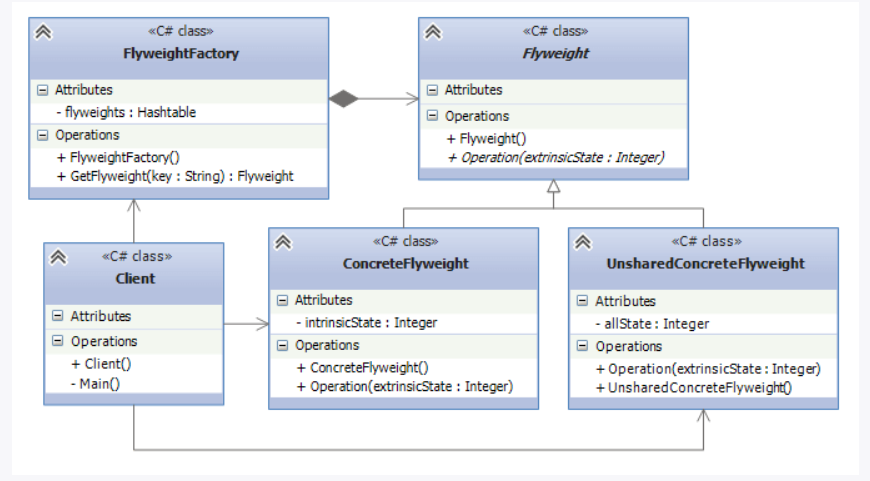 «C# class»
FlyweightFactory
Attributes
- flyweights : Hashtable
Operations
+ FlyweightFactory()
+ GetFlyweight(key : String) : Flyweight
«C# class»
Flyweight
Attributes
Operations
+ Flyweight()
+ Operation(extrinsicState : Integer)
«C# class»
Client
Attributes
Operations
+ Client()
- Main()
«C# class»
ConcreteFlyweight
Attributes
- intrinsicState : Integer
Operations
+ ConcreteFlyweight()
+ Operation(extrinsicState : Integer)
«C# class»
UnsharedConcreteFlyweight
Attributes
- allState : Integer
Operations
+ Operation(extrinsicState : Integer)
+ UnsharedConcreteFlyweight()